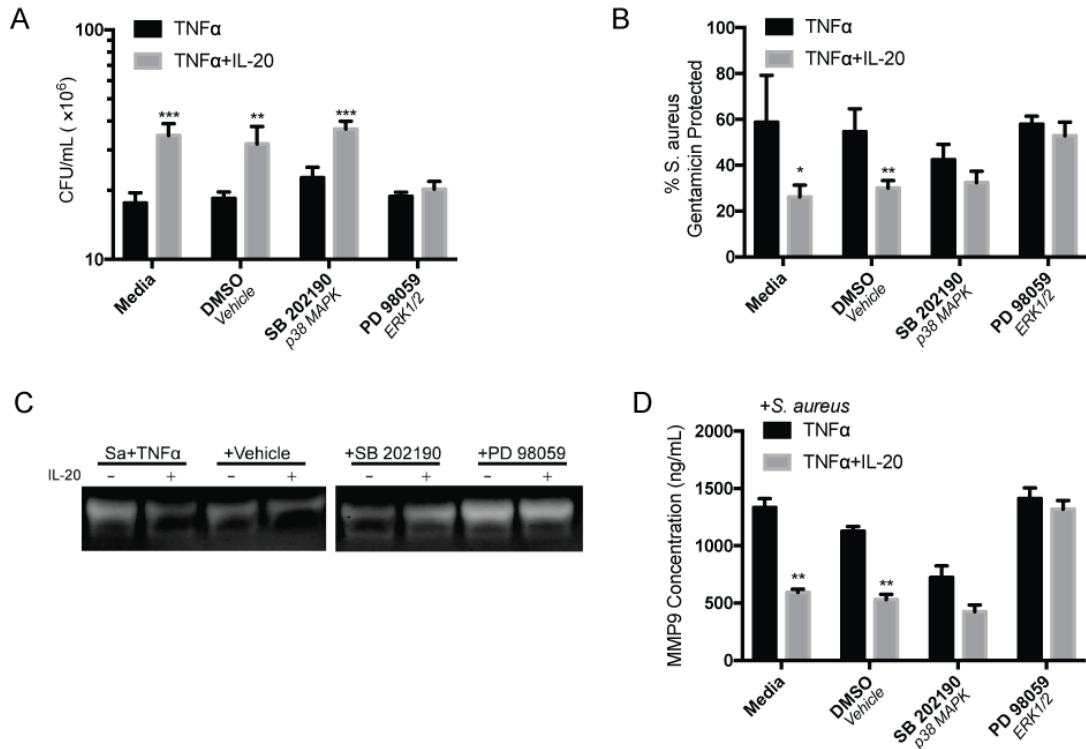 A
TNFα
TNFα+IL-20
100
10
CFU/mL ( ×10⁶)
***
**
***
Media
DMSO
Vehicle
SB 202190
p38 MAPK
PD 98059
ERK1/2
B
TNFα
TNFα+IL-20
100
80
60
40
20
0
% S. aureus
Gentamicin Protected
*
**
Media
DMSO
Vehicle
SB 202190
p38 MAPK
PD 98059
ERK1/2
C
Sa+TNFα +Vehicle +SB 202190 +PD 98059
IL-20 - + - + - + - +
D
+S. aureus
TNFα
TNFα+IL-20
2000
1500
1000
500
0
MMP9 Concentration (ng/mL)
**
**
Media
DMSO
Vehicle
SB 202190
p38 MAPK
PD 98059
ERK1/2